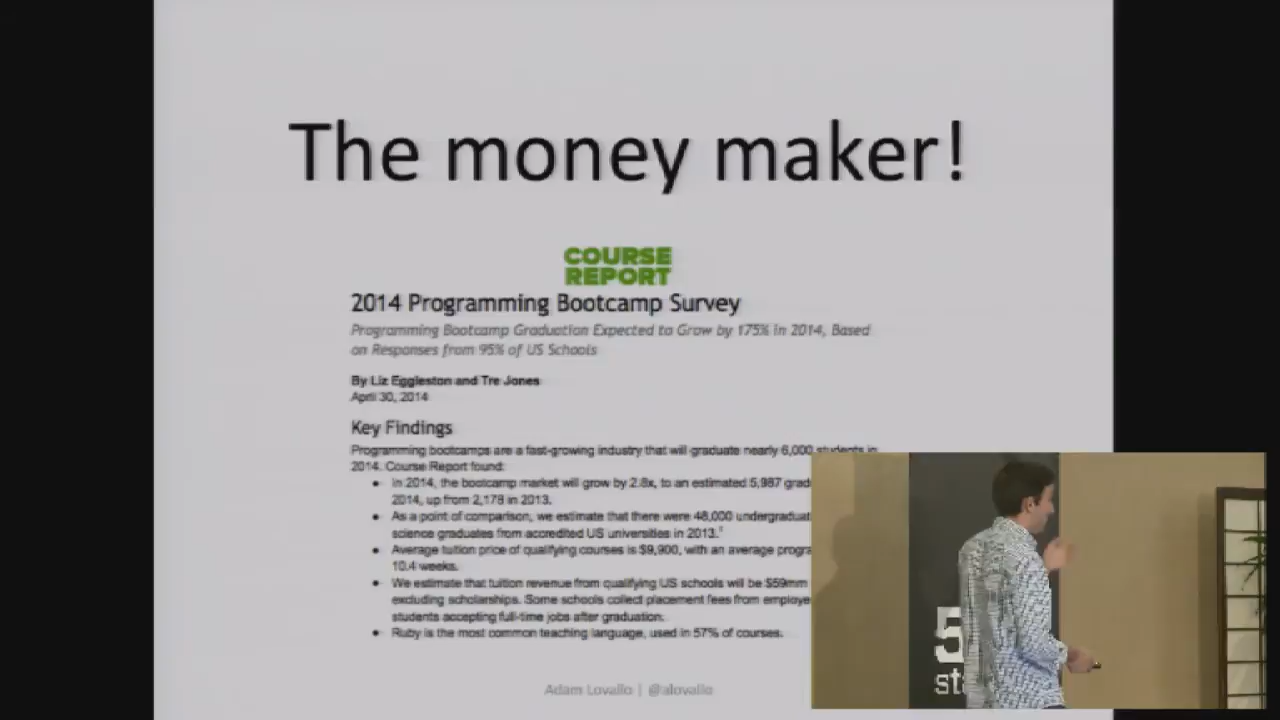 The money maker!
COURSE
REPORT
2014 Programming Bootcamp Survey
Programming Bootcamp Graduation Expected to Grow by 175% in 2014, Based
on Responses from 95% of US Schools
By Liz Eggleston and Tre Jones
April 30, 2014
Key Findings
Programming bootcamps are a fast-growing industry that will graduate nearly 6,000 students in
2014. Course Report found:
• In 2014, the bootcamp market will grow by 2.8x, to an estimated 5,987 grad
2014, up from 2,178 in 2013.
• As a point of comparison, we estimate that there were 48,000 undergraduat
science graduates from accredited US universities in 2013.
• Average tuition price of qualifying courses is $9,900, with an average progra
10.4 weeks.
• We estimate that tuition revenue from qualifying US schools will be $59mm
excluding scholarships. Some schools collect placement fees from employe
students accepting full-time jobs after graduation.
• Ruby is the most common teaching language, used in 57% of courses.
5
sta
Adam Lovallo | @alovallo